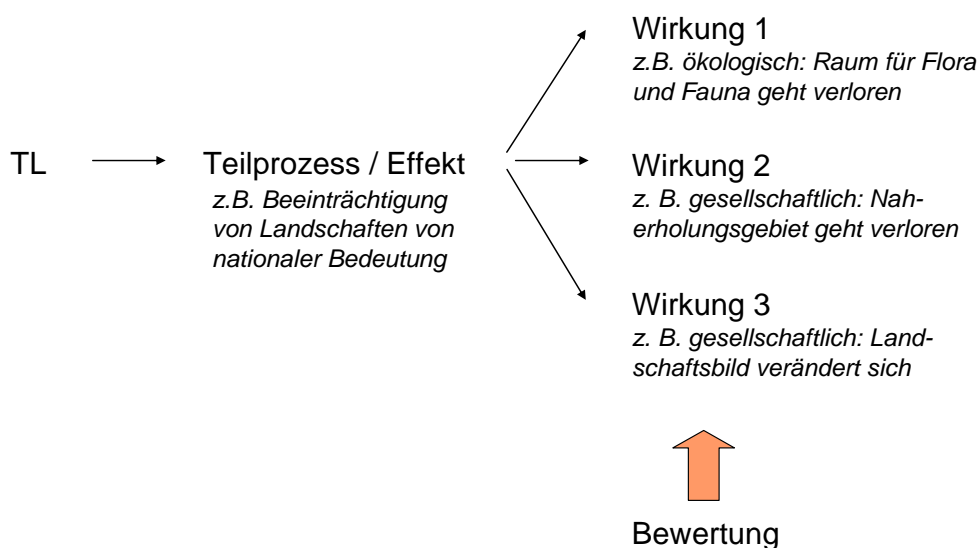 Wirkung 1
z.B. ökologisch: Raum für Flora
und Fauna geht verloren
TL
Teilprozess / Effekt
z.B. Beeinträchtigung
von Landschaften von
nationaler Bedeutung
Wirkung 2
z. B. gesellschaftlich: Nah-
erholungsgebiet geht verloren
Wirkung 3
z. B. gesellschaftlich: Land-
schaftsbild verändert sich
Bewertung